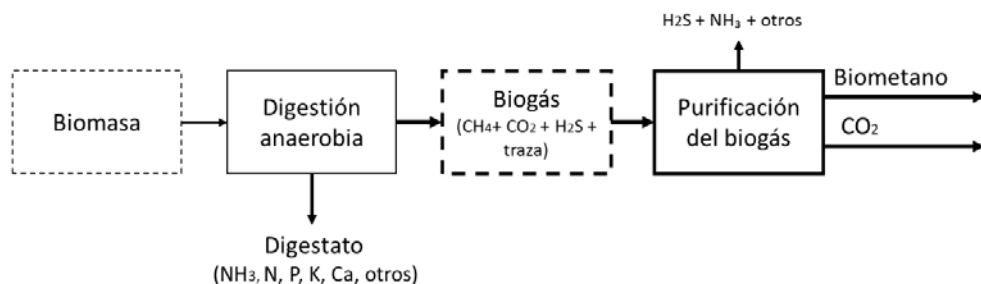 H2S + NH₃ + otros
Biomasa
Digestión
anaerobia
Biogás
(CH4+ CO2 + H2S +
traza)
Purificación
del biogás
Biometano
CO2
Digestato
(NH3, N, P, K, Ca, otros)